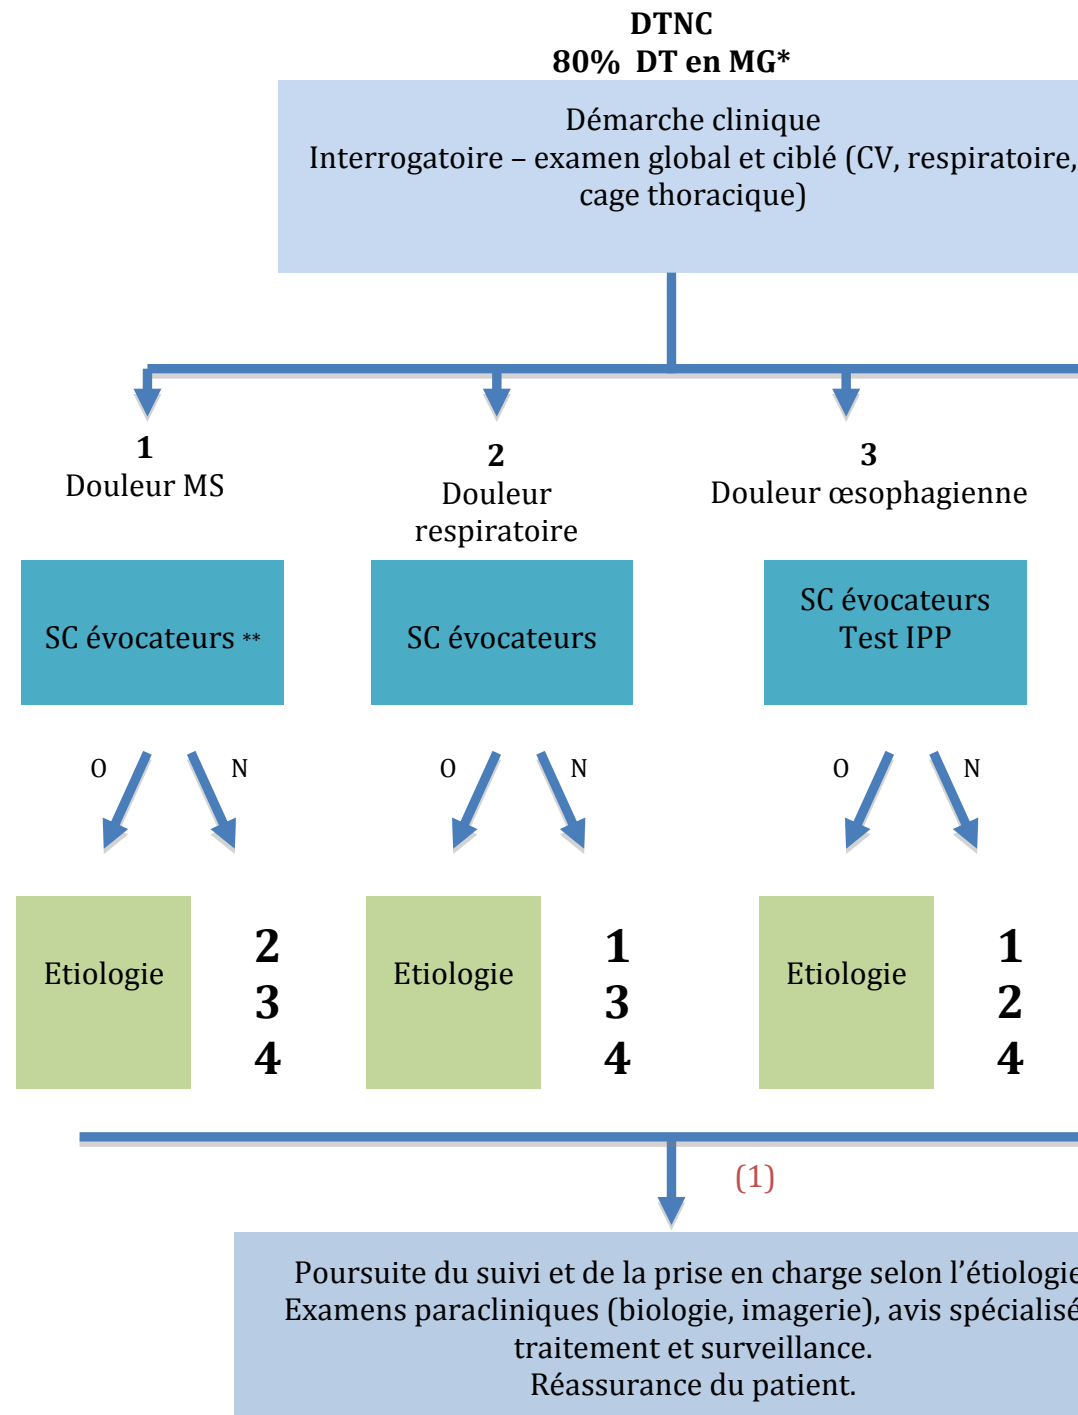 DTNC
80% DT en MG*
Démarche clinique
Interrogatoire – examen global et ciblé (CV, respiratoire,
cage thoracique)
1
Douleur MS
2
Douleur
respiratoire
3
Douleur œsophagienne
SC évocateurs **
SC évocateurs
SC évocateurs
Test IPP
O
N
O
N
O
N
Etiologie
2
3
4
Etiologie
1
3
4
Etiologie
1
2
4
(1)
Poursuite du suivi et de la prise en charge selon l’étiologie
Examens paracliniques (biologie, imagerie), avis spécialisé
traitement et surveillance.
Réassurance du patient.